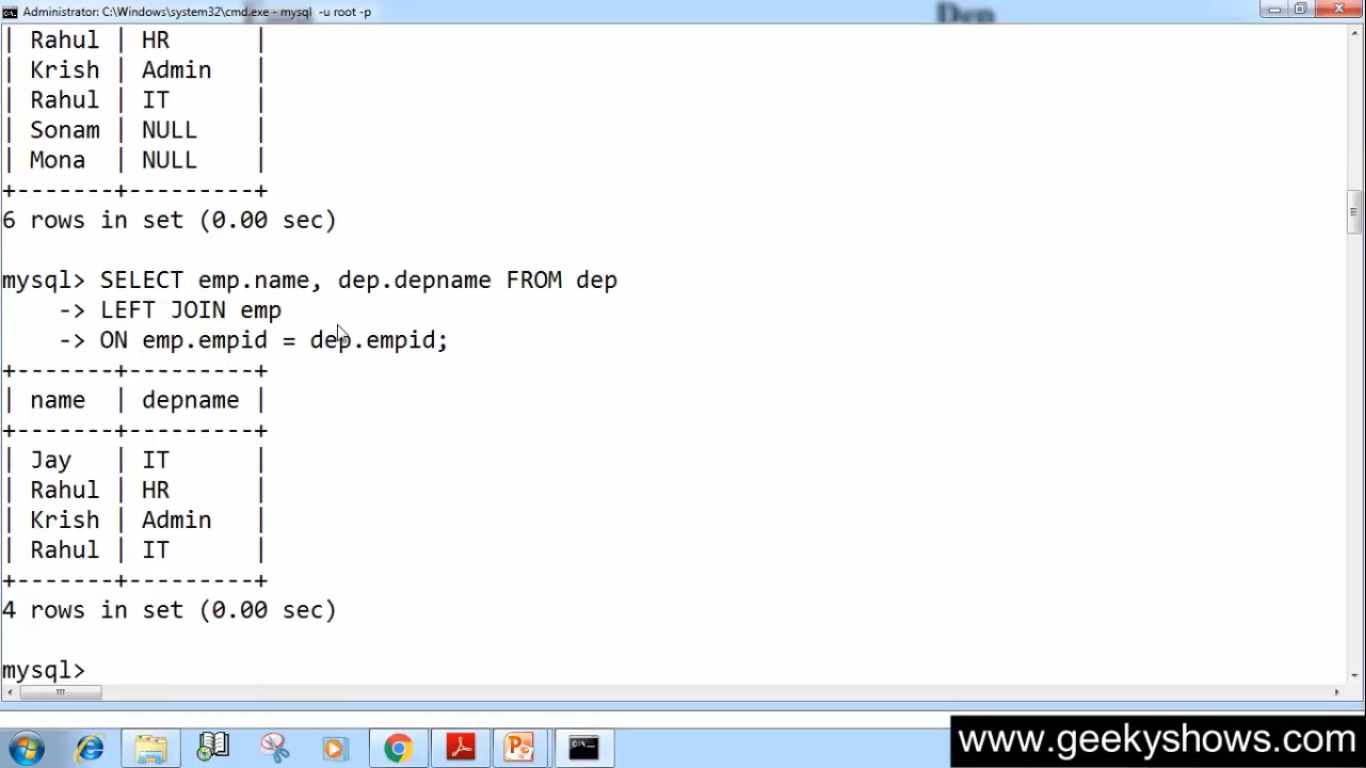 Administrator: C:\Windows\system32\cmd.exe - mysql -u root -p
Dep
| Rahul | HR      |
| Krish | Admin   |
| Rahul | IT      |
| Sonam | NULL    |
| Mona  | NULL    |
+-------+---------+
6 rows in set (0.00 sec)
mysql> SELECT emp.name, dep.depname FROM dep
    -> LEFT JOIN emp
    -> ON emp.empid = dep.empid;
+-------+---------+
| name  | depname |
+-------+---------+
| Jay   | IT      |
| Rahul | HR      |
| Krish | Admin   |
| Rahul | IT      |
+-------+---------+
4 rows in set (0.00 sec)
mysql>
www.geekyshows.com